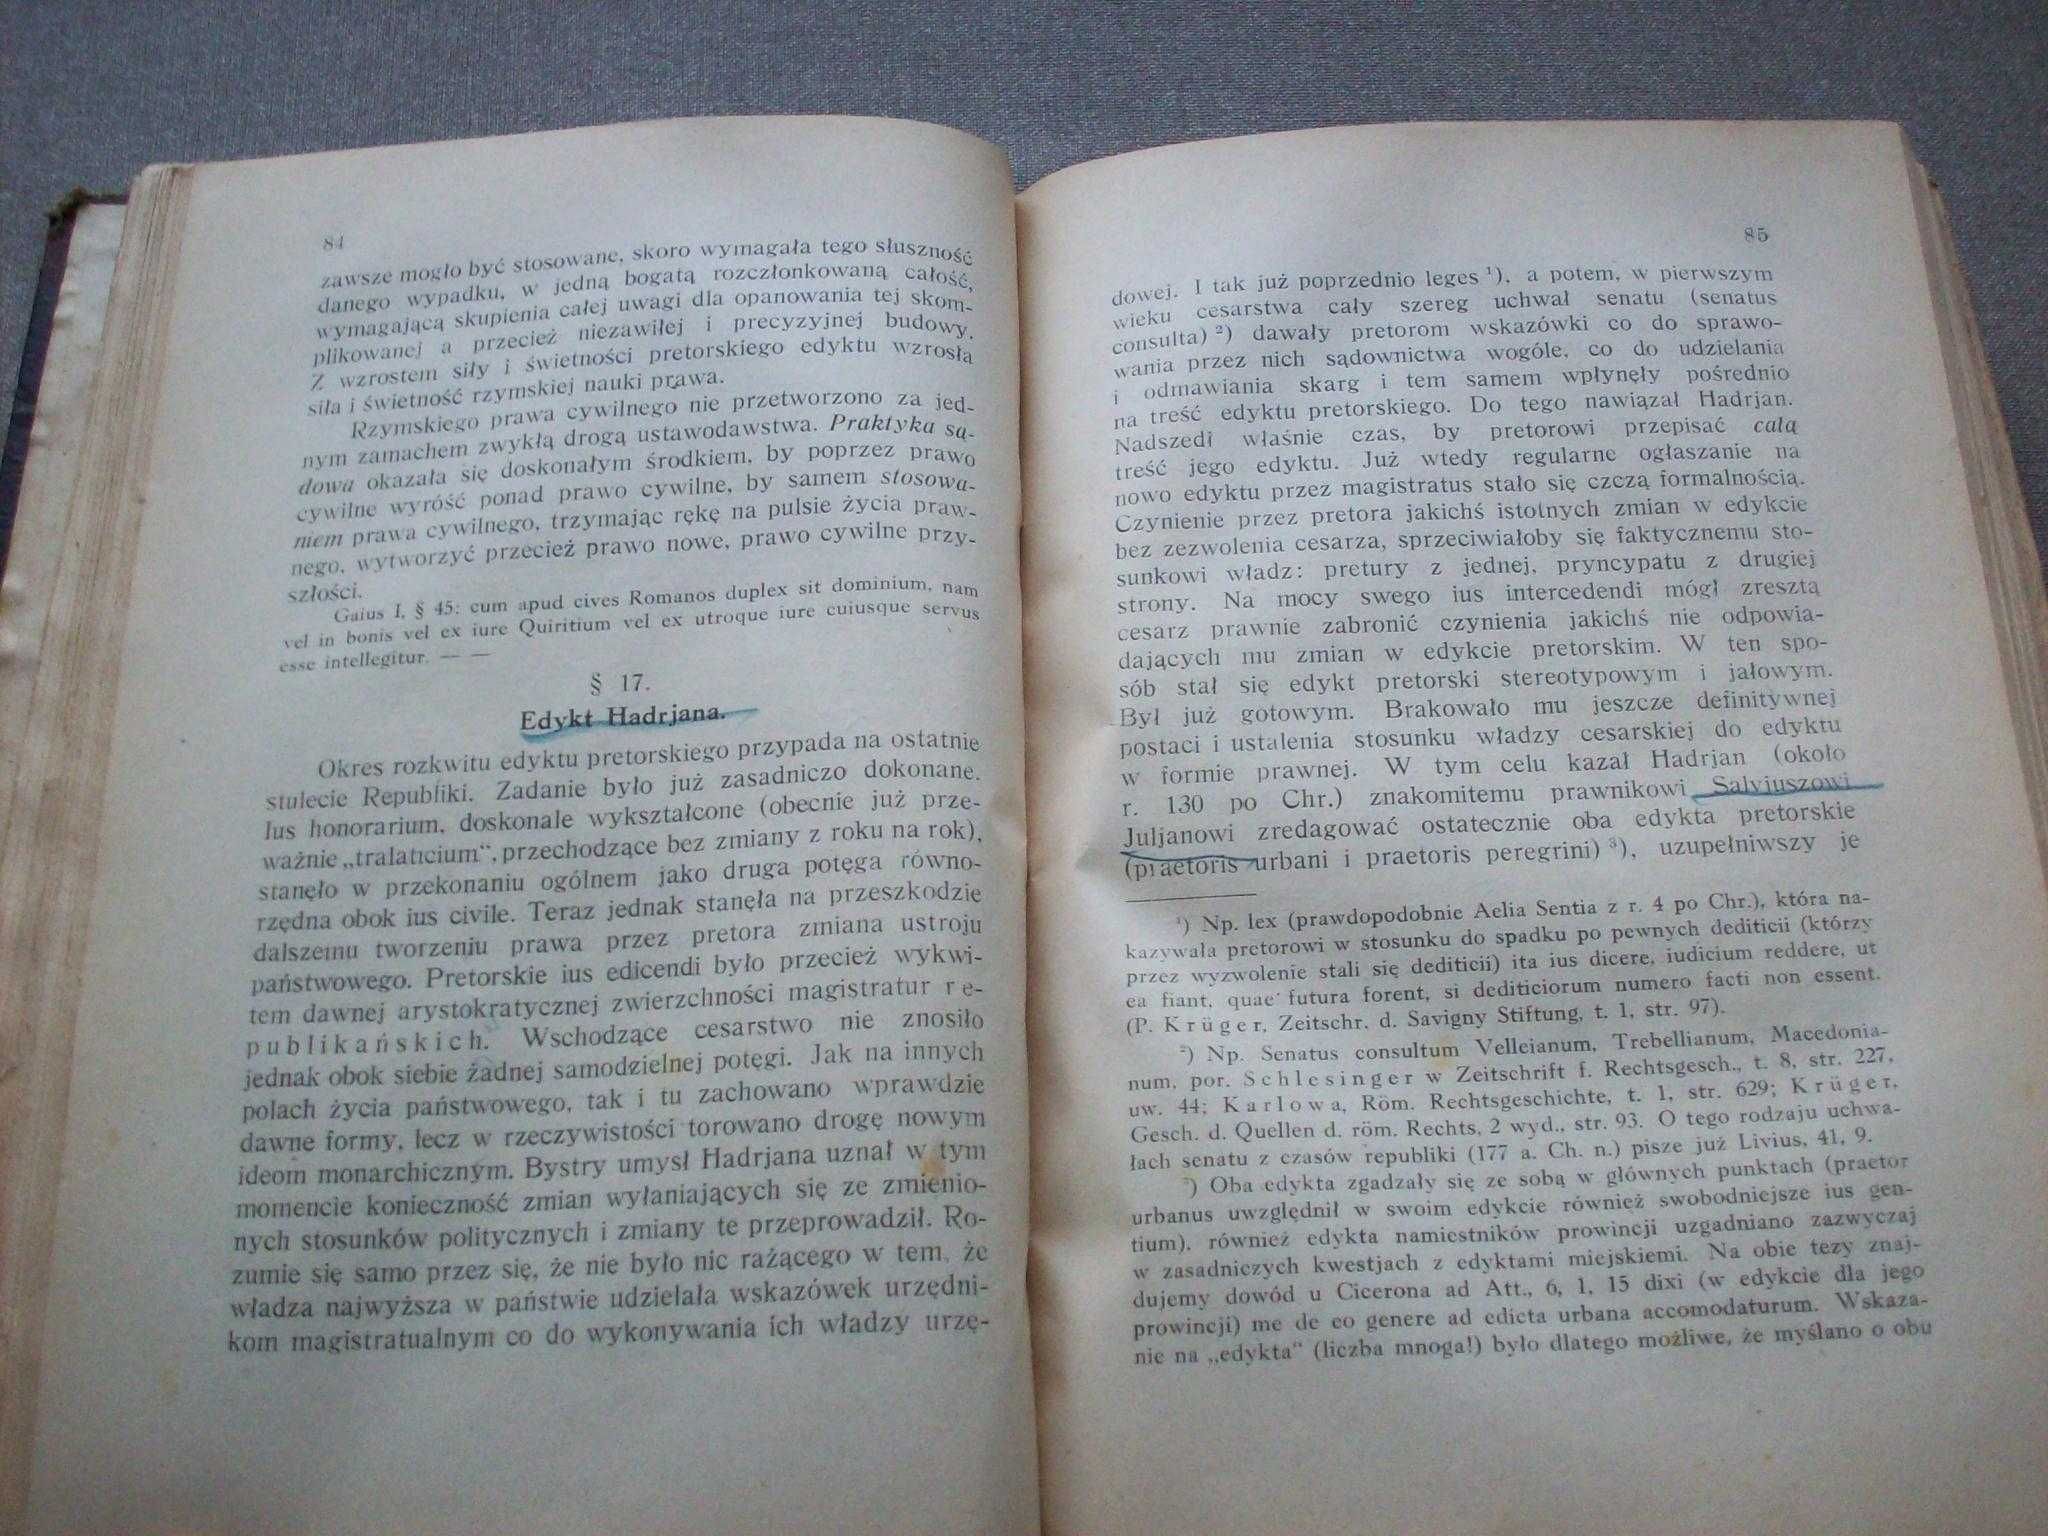 84
zawsze mogło być stosowane, skoro wymagała tego słuszność
danego wypadku, w jedną bogatą rozczłonkowaną całość,
wymagającą skupienia całej uwagi dla opanowania tej skom-
plikowanej a przecież niezawiłej i precyzyjnej budowy.
Z wzrostem siły i świetności pretorskiego edyktu wzrosła
siła i świetność rzymskiej nauki prawa.
Rzymskiego prawa cywilnego nie przetworzono za jed-
nym zamachem zwykłą drogą ustawodawstwa. Praktyka są-
dowa okazała się doskonałym środkiem, by poprzez prawo
cywilne wyróść ponad prawo cywilne, by samem stosowa-
niem prawa cywilnego, trzymając rękę na pulsie życia praw-
nego, wytworzyć przecież prawo nowe, prawo cywilne przy-
szłości.
Gaius I, § 45: cum apud cives Romanos duplex sit dominium, nam
vel in bonis vel ex iure Quiritium vel ex utroque iure cuiusque servus
esse intellegitur. — —
§ 17.
Edykt Hadrjana.
Okres rozkwitu edyktu pretorskiego przypada na ostatnie
stulecie Republiki. Zadanie było już zasadniczo dokonane.
Ius honorarium, doskonale wykształcone (obecnie już prze-
ważnie „tralaticium“, przechodzące bez zmiany z roku na rok),
stanęło w przekonaniu ogólnem jako druga potęga równo-
rzędna obok ius civile. Teraz jednak stanęła na przeszkodzie
dalszemu tworzeniu prawa przez pretora zmiana ustroju
państwowego. Pretorskie ius edicendi było przecież wykwi-
tem dawnej arystokratycznej zwierzchności magistratur re-
publikańskich. Wschodzące cesarstwo nie znosiło
jednak obok siebie żadnej samodzielnej potęgi. Jak na innych
polach życia państwowego, tak i tu zachowano wprawdzie
dawne formy, lecz w rzeczywistości torowano drogę nowym
ideom monarchicznym. Bystry umysł Hadrjana uznał w tym
momencie konieczność zmian wyłaniających się ze zmienio-
nych stosunków politycznych i zmiany te przeprowadził. Ro-
zumie się samo przez się, że nie było nic rażącego w tem, że
władza najwyższa w państwie udzielała wskazówek urzędni-
kom magistratualnym co do wykonywania ich władzy urzę-
85
dowej. I tak już poprzednio leges ¹), a potem, w pierwszym
wieku cesarstwa cały szereg uchwał senatu (senatus
consulta) ²) dawały pretorom wskazówki co do sprawo-
wania przez nich sądownictwa wogóle, co do udzielania
i odmawiania skarg i tem samem wpłynęły pośrednio
na treść edyktu pretorskiego. Do tego nawiązał Hadrjan.
Nadszedł właśnie czas, by pretorowi przepisać całą
treść jego edyktu. Już wtedy regularne ogłaszanie na
nowo edyktu przez magistratus stało się czczą formalnością.
Czynienie przez pretora jakichś istotnych zmian w edykcie
bez zezwolenia cesarza, sprzeciwiałoby się faktycznemu sto-
sunkowi władz: pretury z jednej, pryncypatu z drugiej
strony. Na mocy swego ius intercedendi mógł zresztą
cesarz prawnie zabronić czynienia jakichś nie odpowia-
dających mu zmian w edykcie pretorskim. W ten spo-
sób stał się edykt pretorski stereotypowym i jałowym.
Był już gotowym. Brakowało mu jeszcze definitywnej
postaci i ustalenia stosunku władzy cesarskiej do edyktu
w formie prawnej. W tym celu kazał Hadrjan (około
r. 130 po Chr.) znakomitemu prawnikowi Salvjuszowi
Juljanowi zredagować ostatecznie oba edykta pretorskie
(praetoris urbani i praetoris peregrini) ³), uzupełniwszy je
¹) Np. lex (prawdopodobnie Aelia Sentia z r. 4 po Chr.), która na-
kazywała pretorowi w stosunku do spadku po pewnych dediticii (którzy
przez wyzwolenie stali się dediticii) ita ius dicere, iudicium reddere, ut
ea fiant, quae futura forent, si dediticiorum numero facti non essent.
(P. Krüger, Zeitschr. d. Savigny Stiftung, t. 1, str. 97).
²) Np. Senatus consultum Velleianum, Trebellianum, Macedonia-
num, por. Schlesinger w Zeitschrift f. Rechtsgesch., t. 8, str. 227,
uw. 44; Karlowa, Röm. Rechtsgeschichte, t. 1, str. 629; Krüger,
Gesch. d. Quellen d. röm. Rechts, 2 wyd., str. 93. O tego rodzaju uchwa-
łach senatu z czasów republiki (177 a. Ch. n.) pisze już Livius, 41, 9.
³) Oba edykta zgadzały się ze sobą w głównych punktach (praetor
urbanus uwzględnił w swoim edykcie również swobodniejsze ius gen-
tium), również edykta namiestników prowincji uzgadniano zazwyczaj
w zasadniczych kwestjach z edyktami miejskiemi. Na obie tezy znaj-
dujemy dowód u Cicerona ad Att., 6, 1, 15 dixi (w edykcie dla jego
prowincji) me de eo genere ad edicta urbana accomodaturum. Wskaza-
nie na „edykta“ (liczba mnoga!) było dlatego możliwe, że myślano o obu